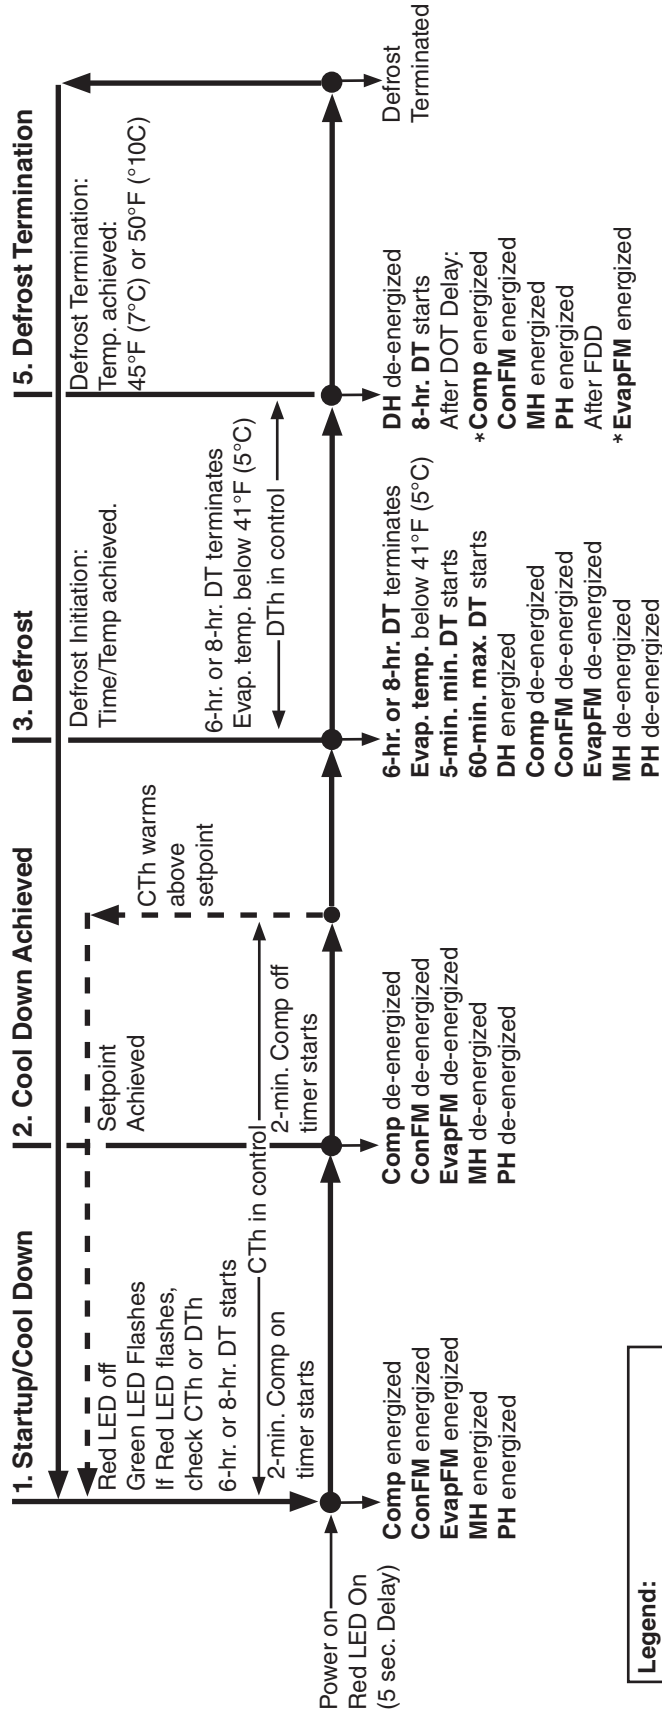 1. Startup/Cool Down
Red LED off
Green LED Flashes
If Red LED flashes,
check CTh or DTh
6-hr. or 8-hr. DT starts
CTh in control
2-min. Comp on
timer starts
Power on
Red LED On
(5 sec. Delay)
Comp energized
ConFM energized
EvapFM energized
MH energized
PH energized
2. Cool Down Achieved
Setpoint
Achieved
2-min. Comp off
timer starts
CTh warms
above
setpoint
Comp de-energized
ConFM de-energized
EvapFM de-energized
MH de-energized
PH de-energized
3. Defrost
Defrost Initiation:
Time/Temp achieved.
6-hr. or 8-hr. DT terminates
Evap. temp. below 41°F (5°C)
DTh in control
6-hr. or 8-hr. DT terminates
Evap. temp. below 41°F (5°C)
5-min. min. DT starts
60-min. max. DT starts
DH energized
Comp de-energized
ConFM de-energized
EvapFM de-energized
MH de-energized
PH de-energized
5. Defrost Termination
Defrost Termination:
Temp. achieved:
45°F (7°C) or 50°F (°10C)
DH de-energized
8-hr. DT starts
After DOT Delay:
*Comp energized
ConFM energized
MH energized
PH energized
After FDD
*EvapFM energized
Defrost
Terminated
Legend: